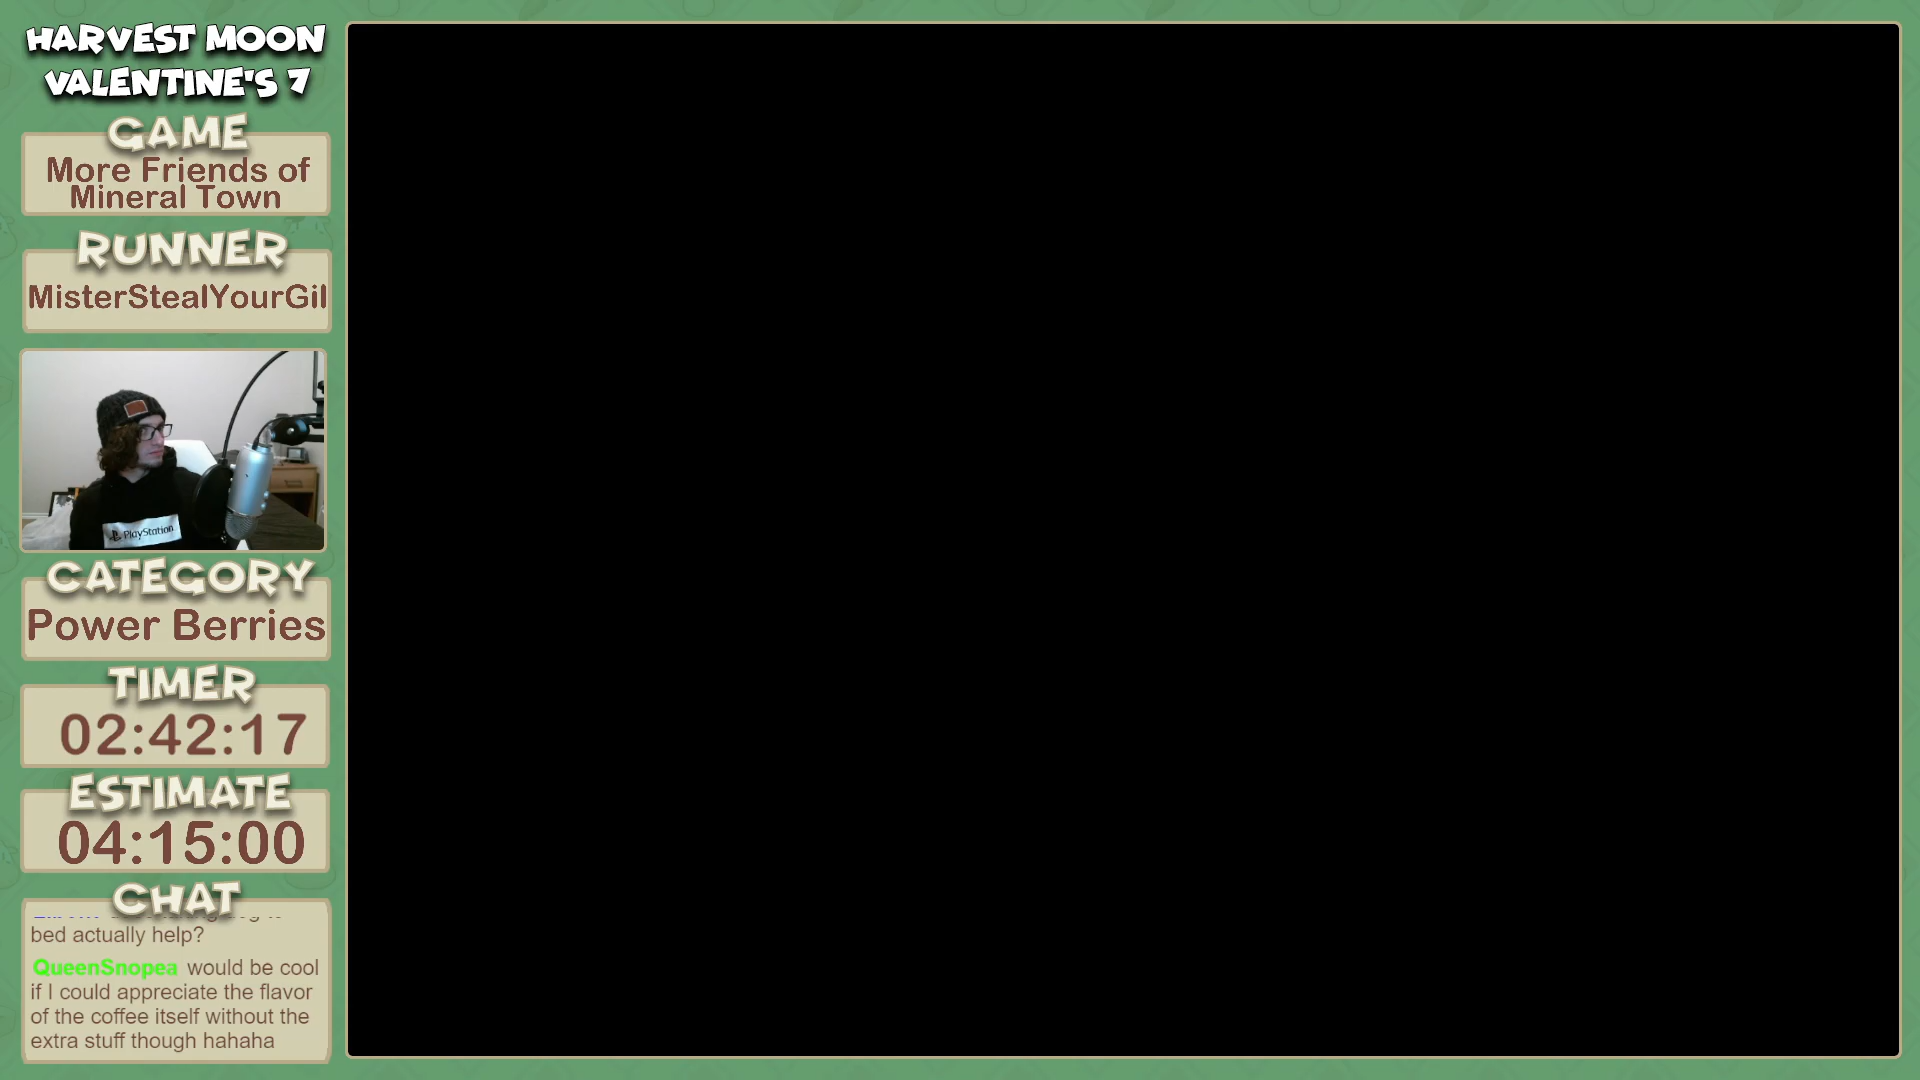 HARVEST MOON
VALENTINE'S 7
GAME
More Friends of
Mineral Town
RUNNER
MisterStealYourGil
PlayStation
CATEGORY
Power Berries
TIMER
02:42:17
ESTIMATE
04:15:00
CHAT
bed actually help?
QueenSnopea would be cool
if I could appreciate the flavor
of the coffee itself without the
extra stuff though hahaha